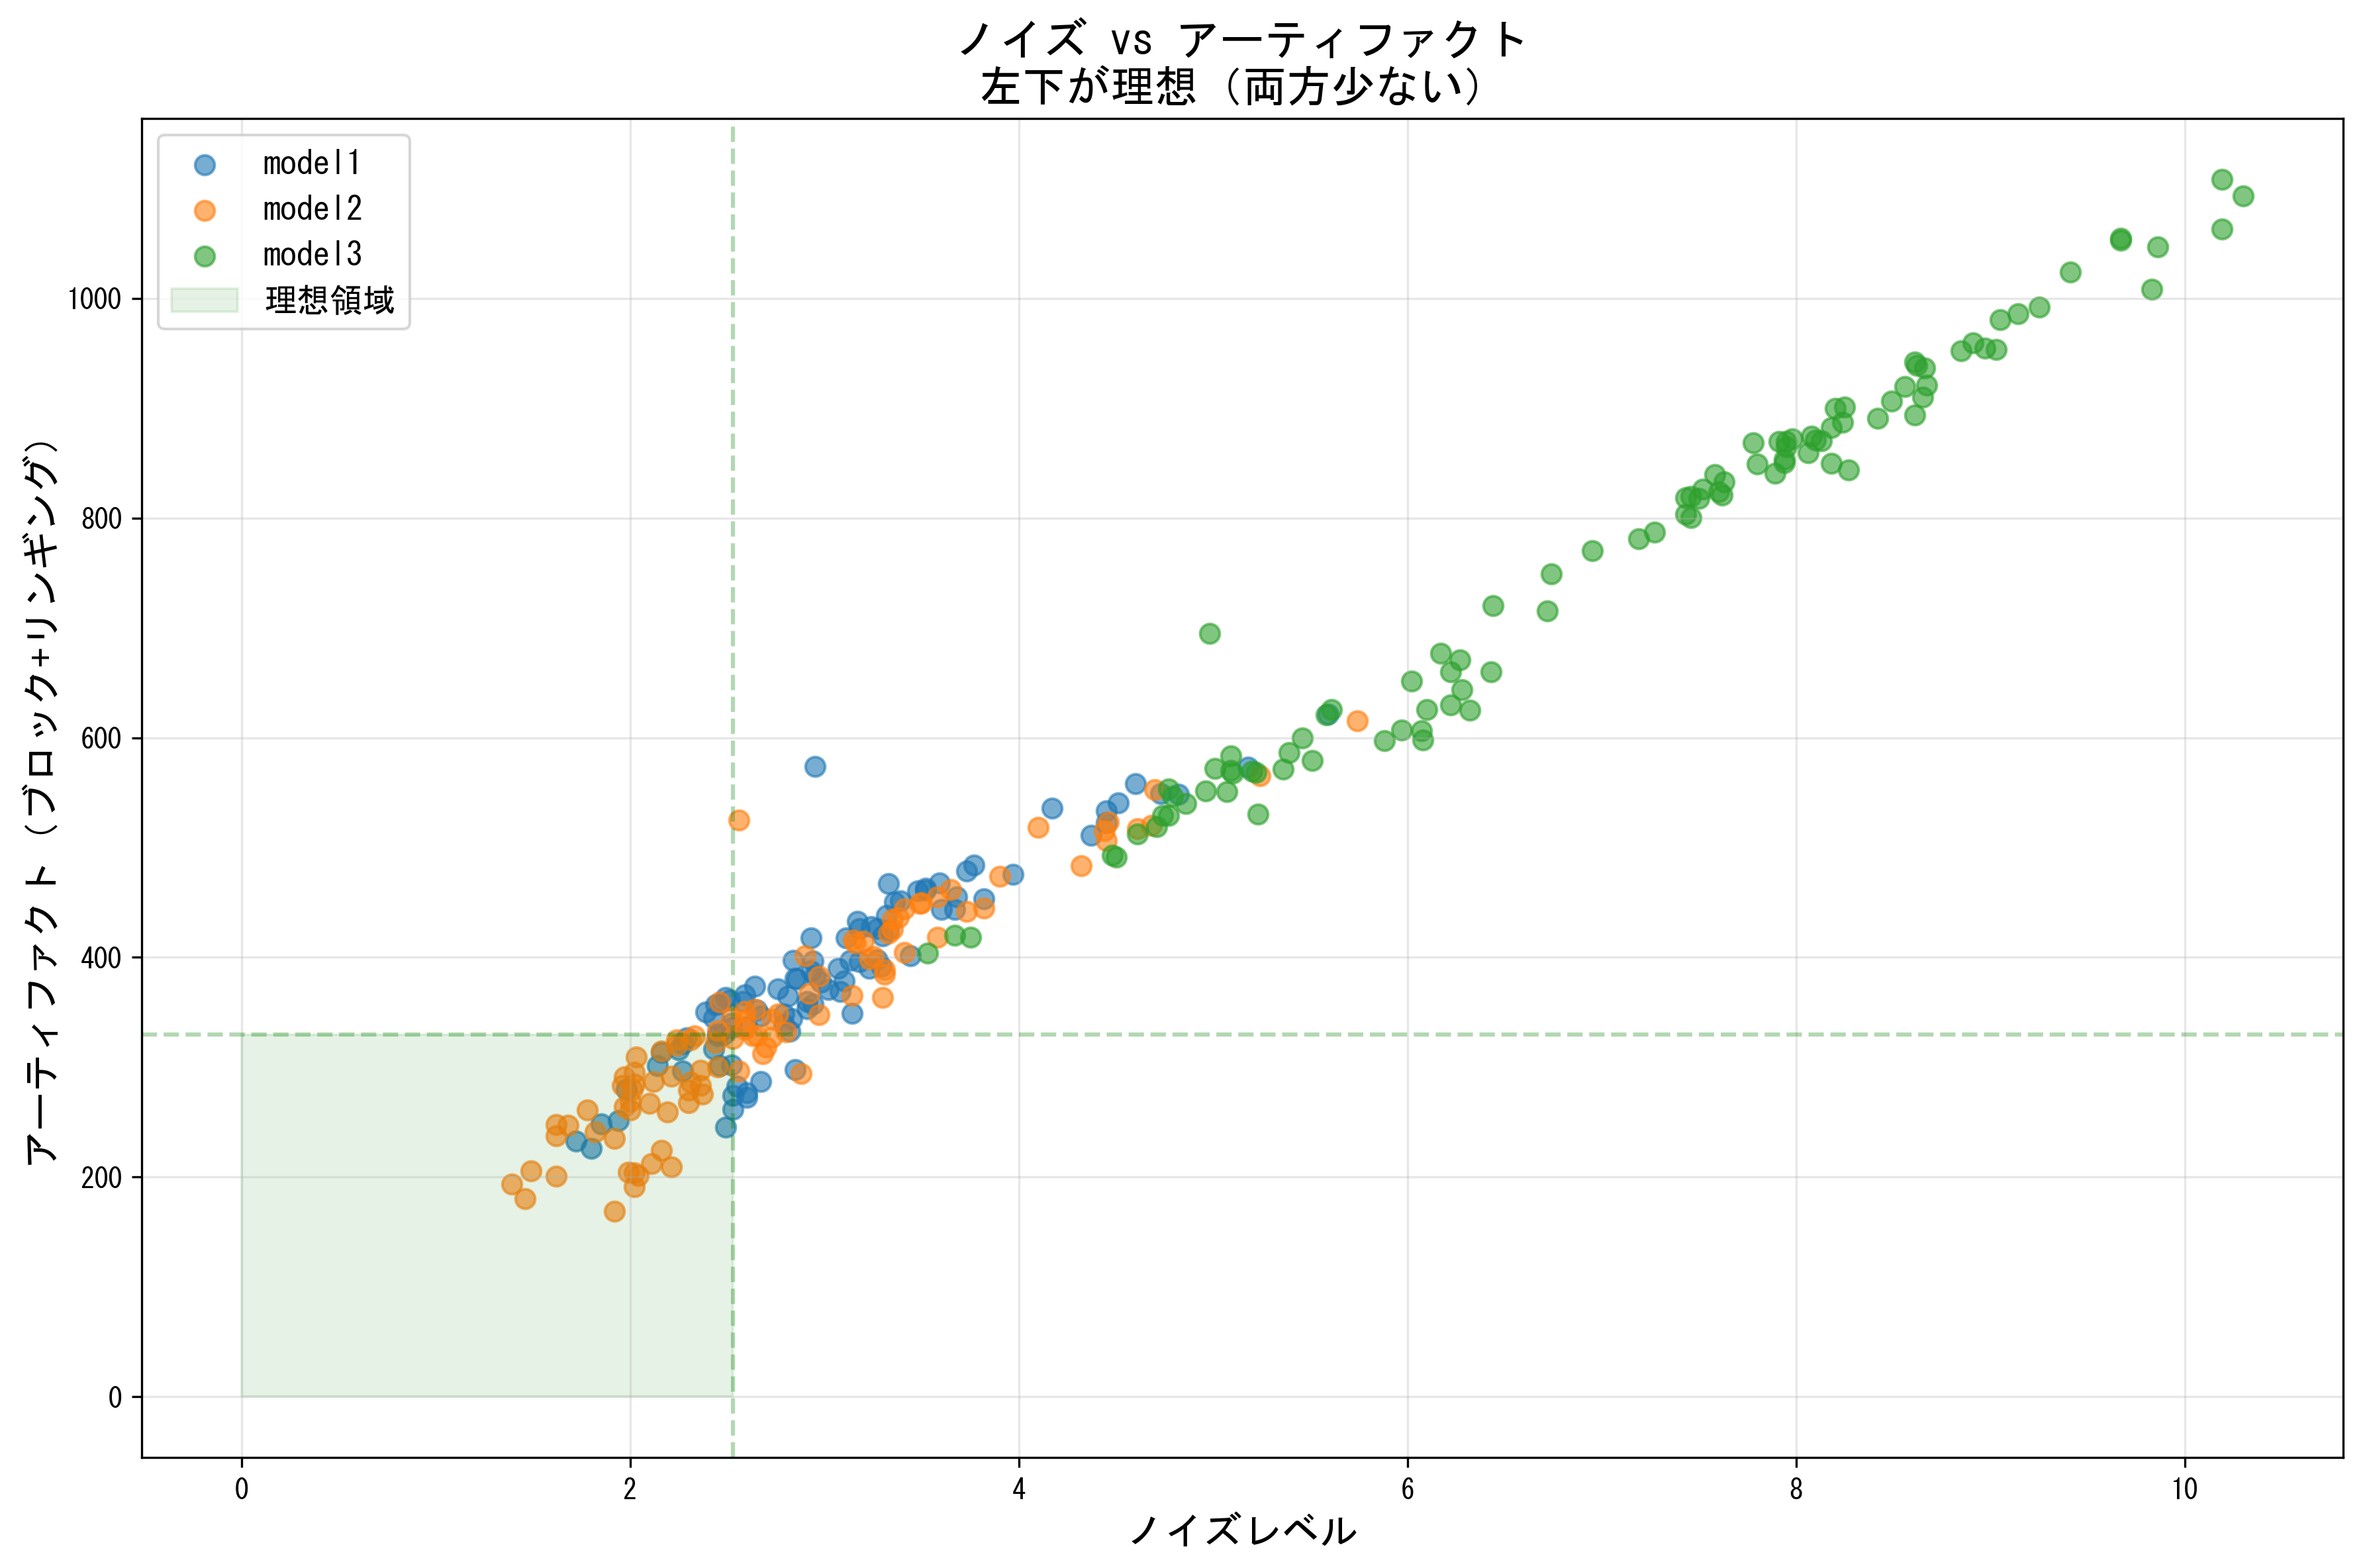 ノイズ vs アーティファクト
左下が理想（両方少ない）
model1
model2
model3
理想領域
アーティファクト（ブロック+リンギング）
1000
800
600
400
200
0
0
2
4
6
8
10
ノイズレベル